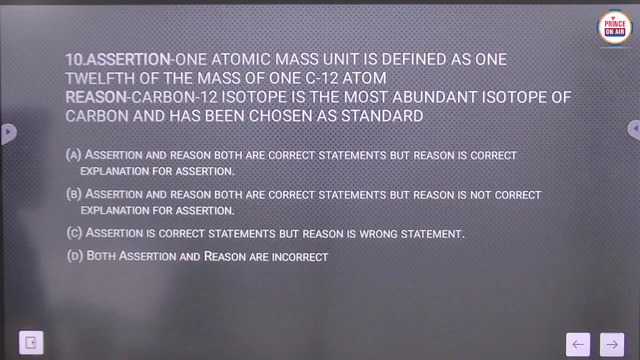 PRINCE
ON AIR
10.ASSERTION-ONE ATOMIC MASS UNIT IS DEFINED AS ONE
TWELFTH OF THE MASS OF ONE C-12 ATOM
REASON-CARBON-12 ISOTOPE IS THE MOST ABUNDANT ISOTOPE OF
CARBON AND HAS BEEN CHOSEN AS STANDARD
(A) ASSERTION AND REASON BOTH ARE CORRECT STATEMENTS BUT REASON IS CORRECT
EXPLANATION FOR ASSERTION.
(B) ASSERTION AND REASON BOTH ARE CORRECT STATEMENTS BUT REASON IS NOT CORRECT
EXPLANATION FOR ASSERTION.
(C) ASSERTION IS CORRECT STATEMENTS BUT REASON IS WRONG STATEMENT.
(D) BOTH ASSERTION AND REASON ARE INCORRECT